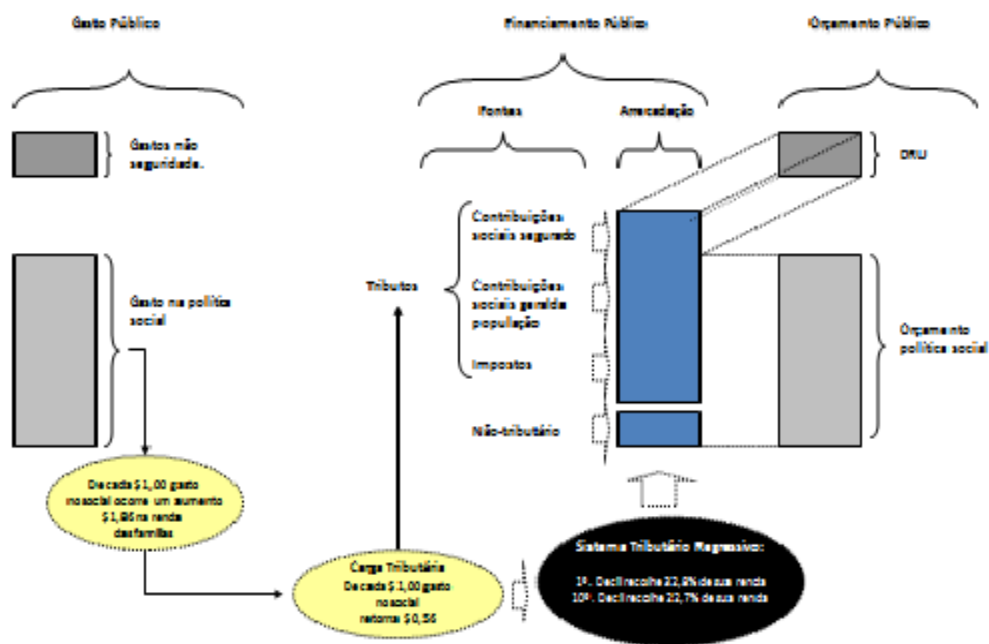 Gasto Público
Financiamento Público
Orçamento Público
Fontes
Arrecadação
Gastos não
seguridade.
DRU
Contribuições
sociais segurado
Tributos
Contribuições
sociais geral da
população
Gasto na política
social
Impostos
Orçamento
política social
Não-tributário
De cada $1,00 gasto
no social ocorre um aumento
$1,86 na renda
das famílias
Carga Tributária
De cada $1,00 gasto
no social
retorna $0,56
Sistema Tributário Regressivo:
1º. Decil recolhe 32,8% de sua renda
10º. Decil recolhe 22,7% de sua renda